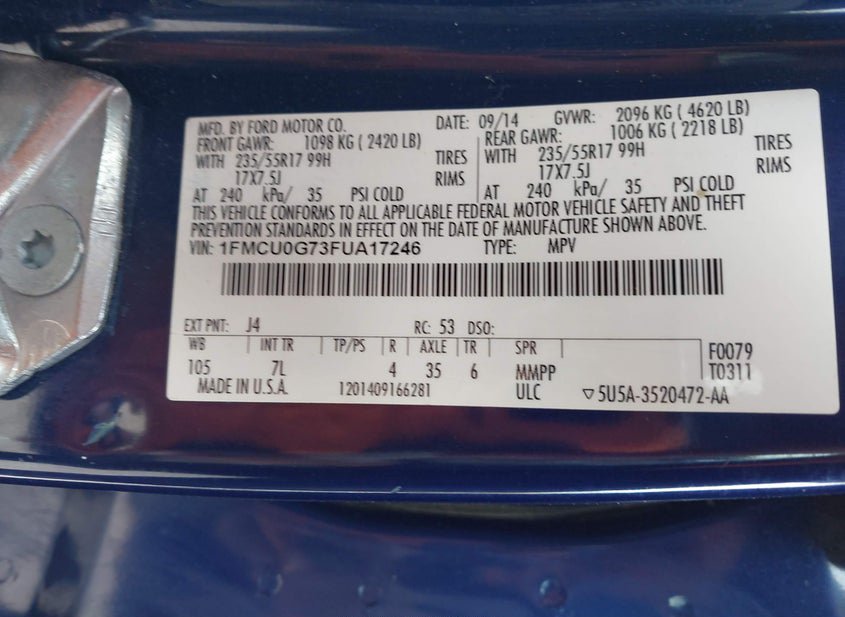 MFD. BY FORD MOTOR CO. DATE: 09/14 GVWR: 2096 KG ( 4620 LB)
FRONT GAWR: 1098 KG ( 2420 LB) REAR GAWR: 1006 KG ( 2218 LB)
WITH 235/55R17 99H TIRES WITH 235/55R17 99H TIRES
17X7.5J RIMS 17X7.5J RIMS
AT 240 kPa/ 35 PSI COLD AT 240 kPa/ 35 PSI COLD
THIS VEHICLE CONFORMS TO ALL APPLICABLE FEDERAL MOTOR VEHICLE SAFETY AND THEFT
PREVENTION STANDARDS IN EFFECT ON THE DATE OF MANUFACTURE SHOWN ABOVE.
VIN: 1FMCU0G73FUA17246 TYPE: MPV
EXT PNT: J4 RC: 53 DSO:
WB INT TR TP/PS R AXLE TR SPR F0079
105 7L 4 35 6 MMPP T0311
MADE IN U.S.A. 1201409166281 ULC ▽5U5A-3520472-AA